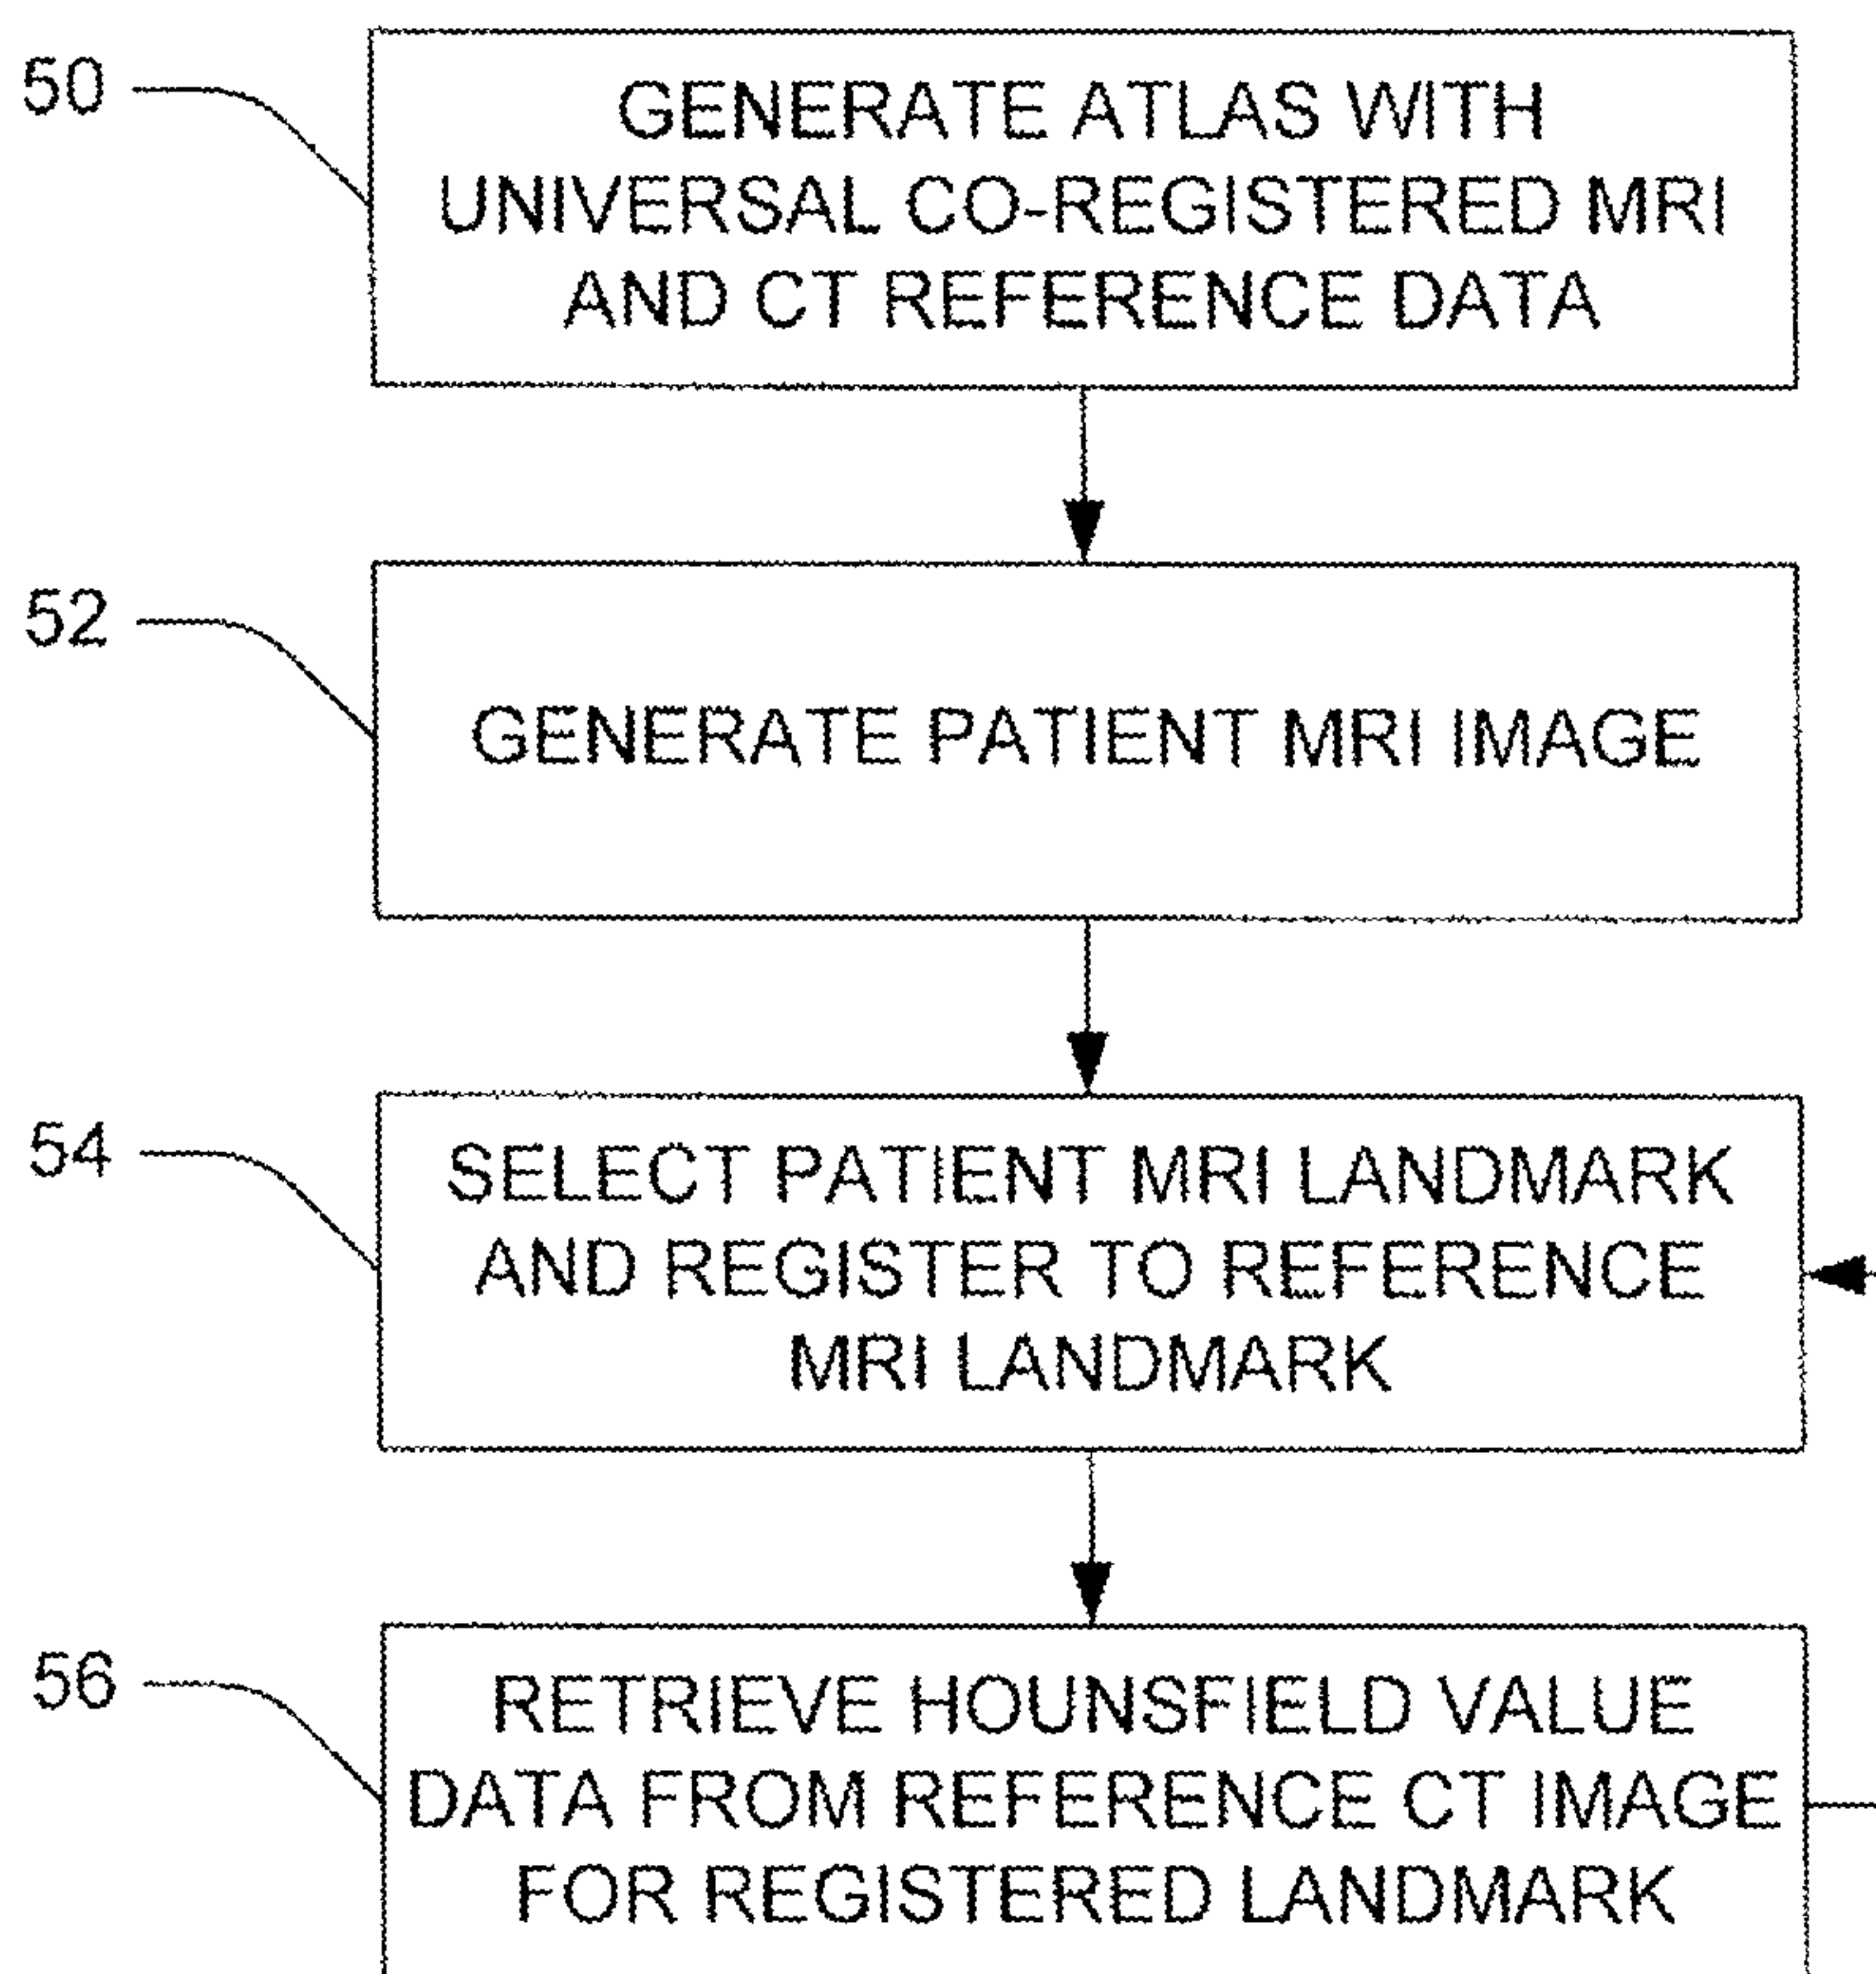 50
GENERATE ATLAS WITH
UNIVERSAL CO-REGISTERED MRI
AND CT REFERENCE DATA
52
GENERATE PATIENT MRI IMAGE
54
SELECT PATIENT MRI LANDMARK
AND REGISTER TO REFERENCE
MRI LANDMARK
56
RETRIEVE HOUNSFIELD VALUE
DATA FROM REFERENCE CT IMAGE
FOR REGISTERED LANDMARK